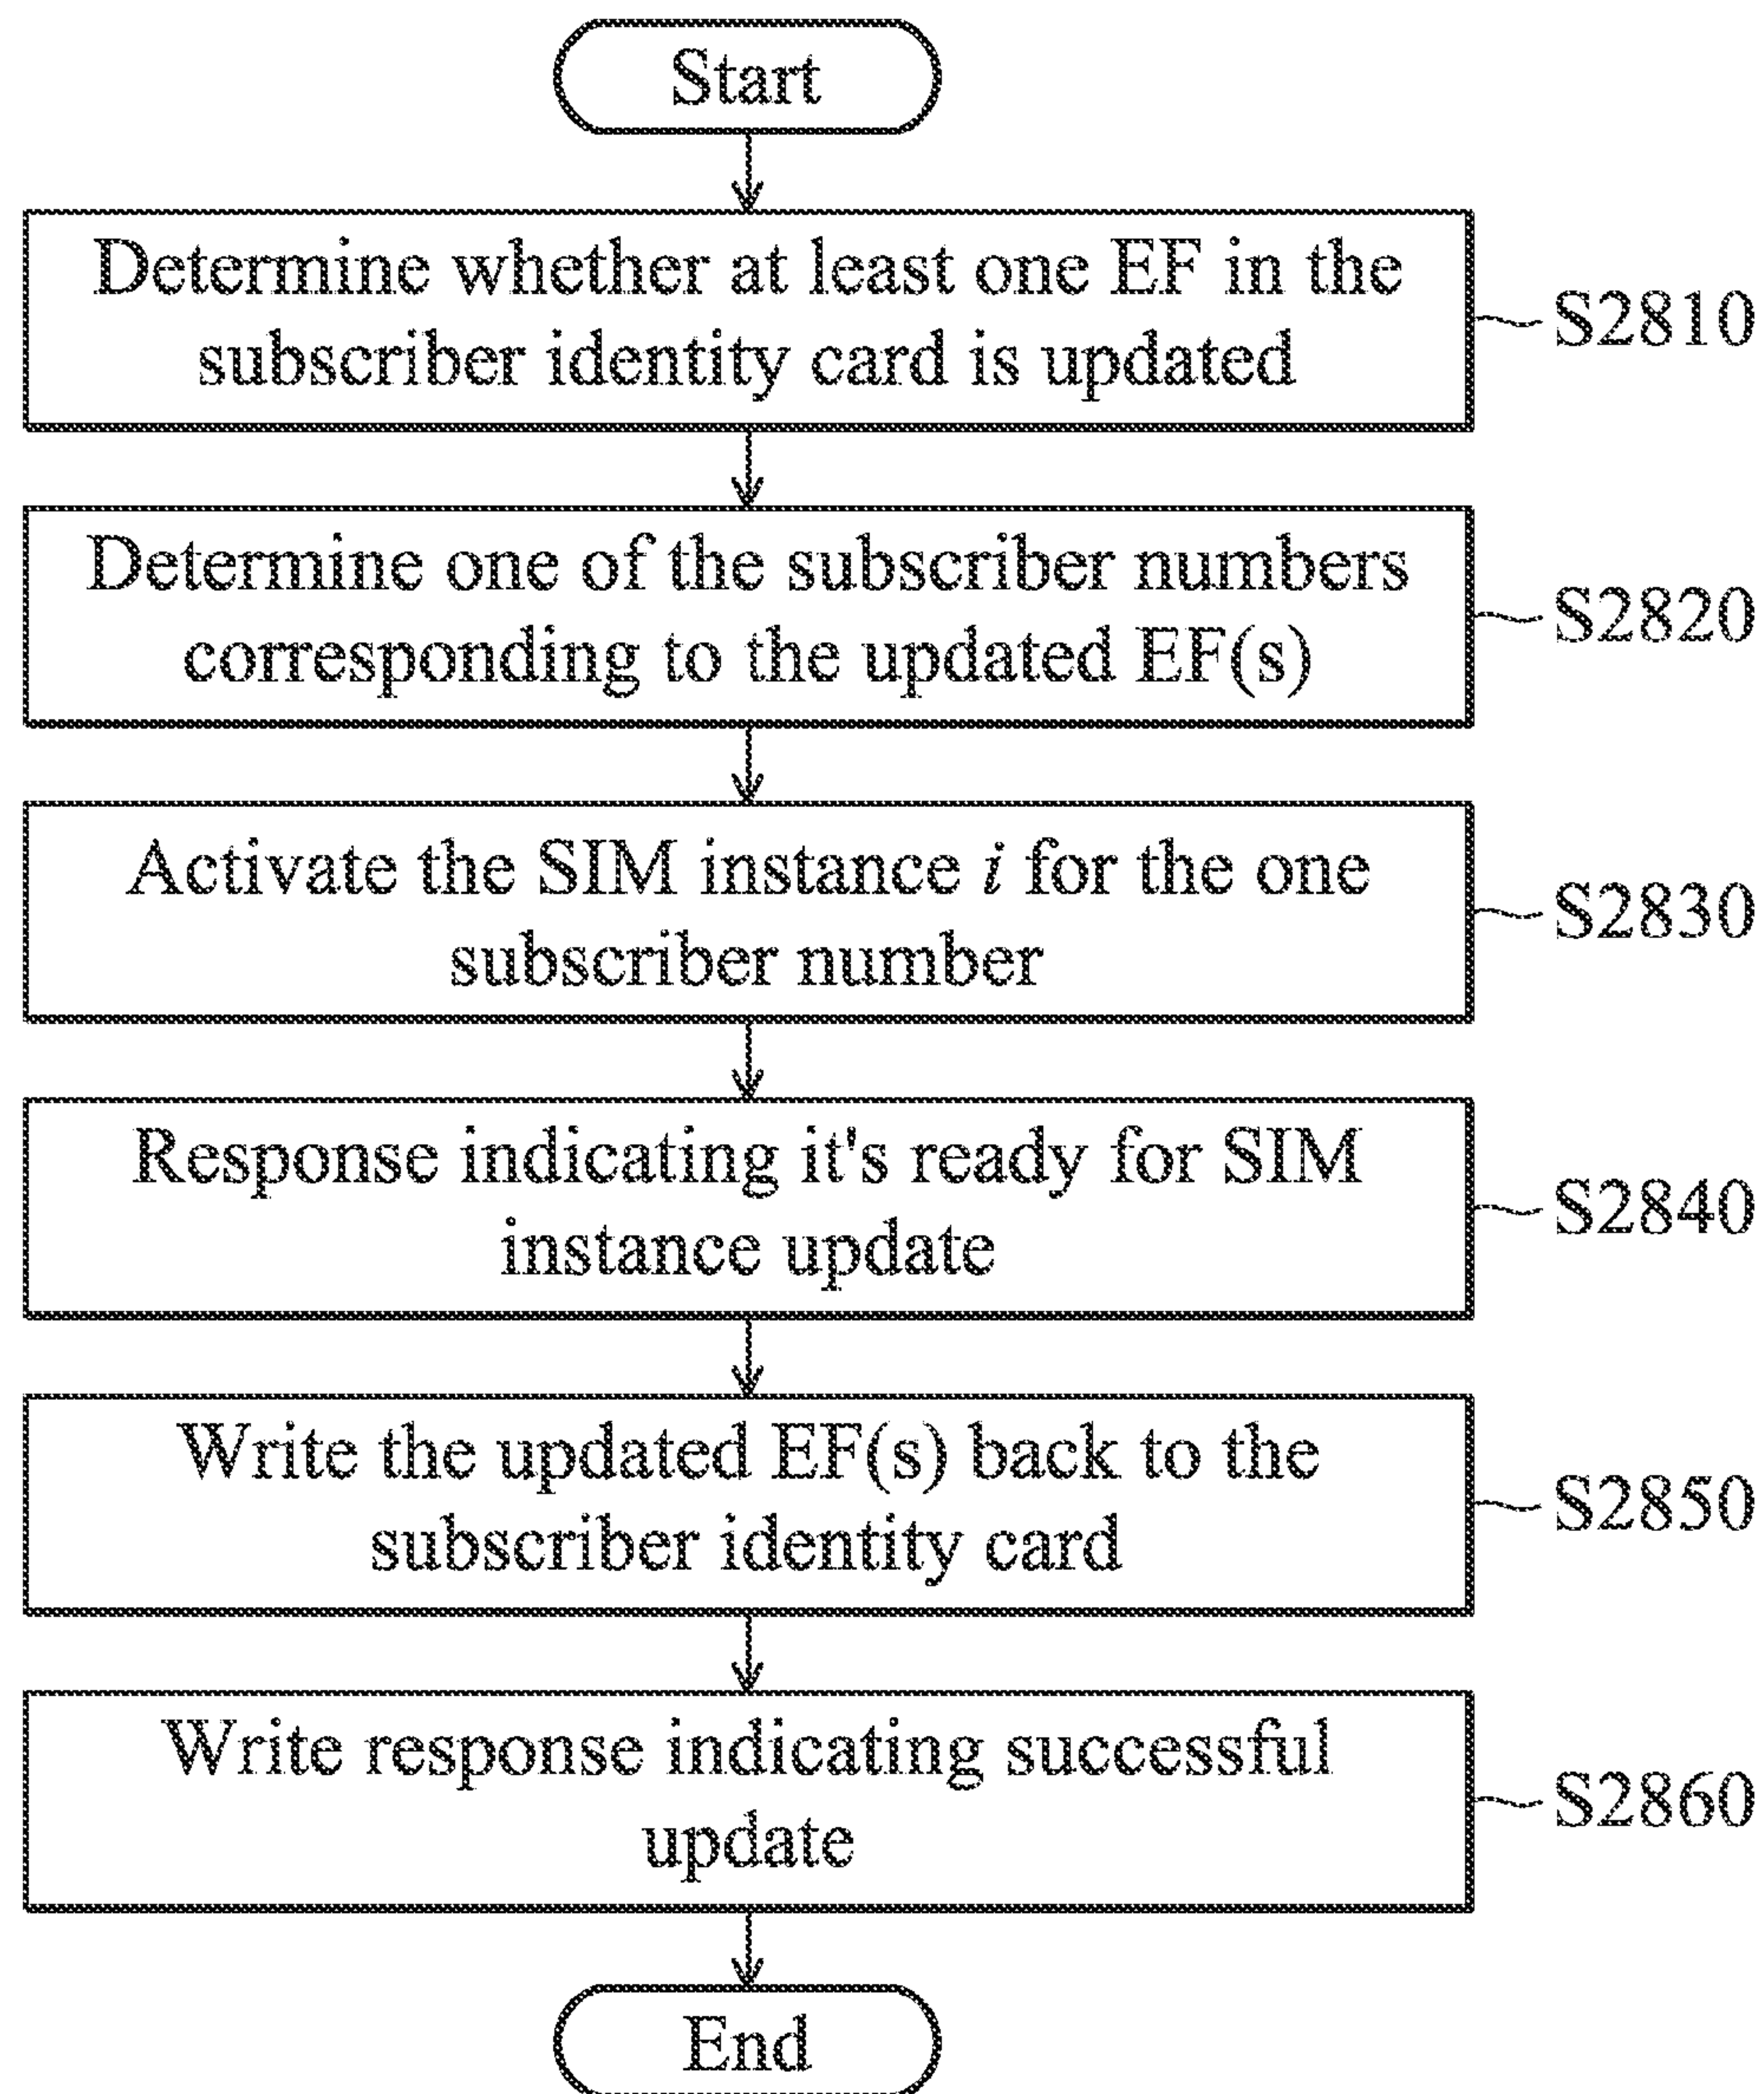 Start
Determine whether at least one EF in the
subscriber identity card is updated
S2810
Determine one of the subscriber numbers
corresponding to the updated EF(s)
S2820
Activate the SIM instance i for the one
subscriber number
S2830
Response indicating it's ready for SIM
instance update
S2840
Write the updated EF(s) back to the
subscriber identity card
S2850
Write response indicating successful
update
S2860
End